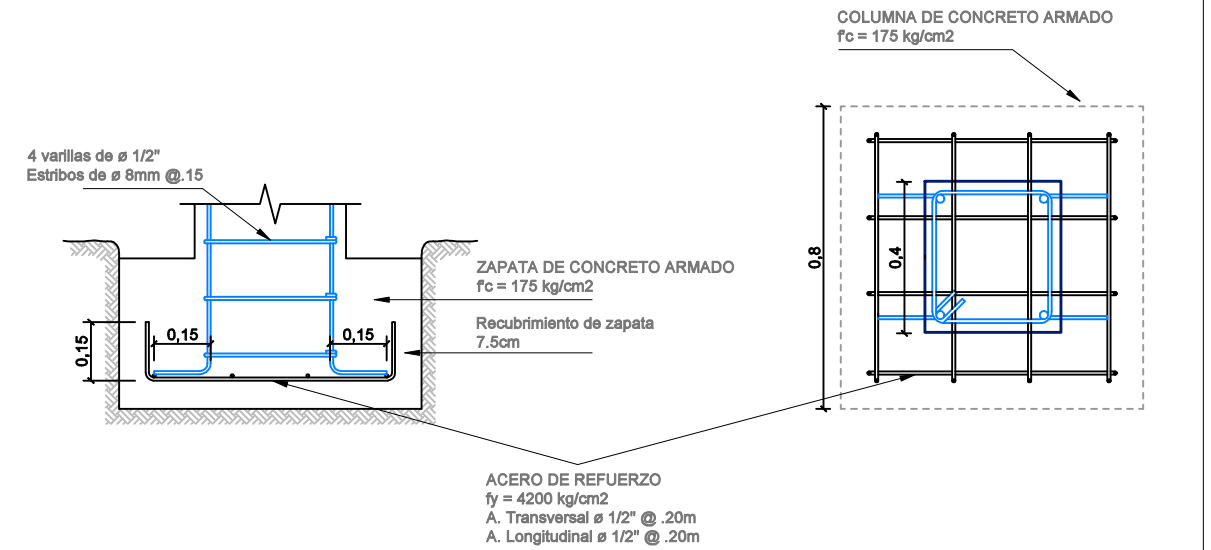 COLUMNA DE CONCRETO ARMADO
f'c = 175 kg/cm2
4 varillas de ø 1/2"
Estribos de ø 8mm @.15
ZAPATA DE CONCRETO ARMADO
f'c = 175 kg/cm2
Recubrimiento de zapata
7.5cm
0,15
0,15
0,15
0,8
0,4
ACERO DE REFUERZO
fy = 4200 kg/cm2
A. Transversal ø 1/2" @ .20m
A. Longitudinal ø 1/2" @ .20m